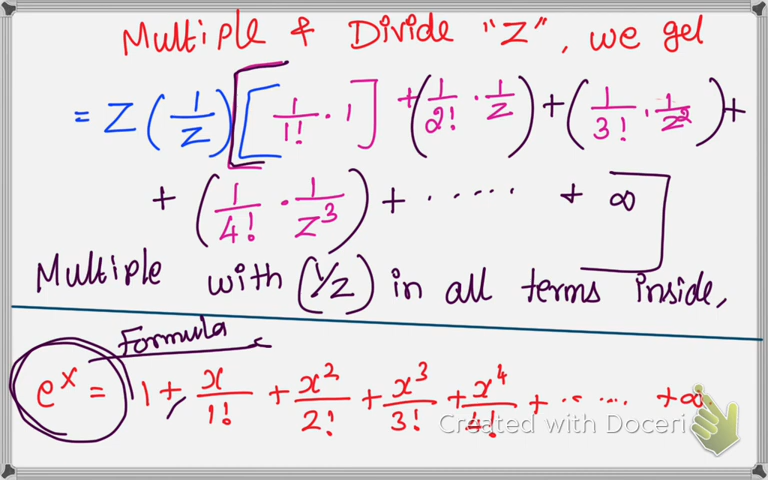 Multiple & Divide "Z", we get
= Z (1/Z) [ [1/1! · 1] + (1/2! · 1/Z) + (1/3! · 1/Z²) +
+ (1/4! · 1/Z³) + ...... + ∞ ]
Multiple with (1/Z) in all terms inside,
Formula
eˣ = 1 + x/1! + x²/2! + x³/3! + x⁴/4! + ...... +∞
Created with Doceri